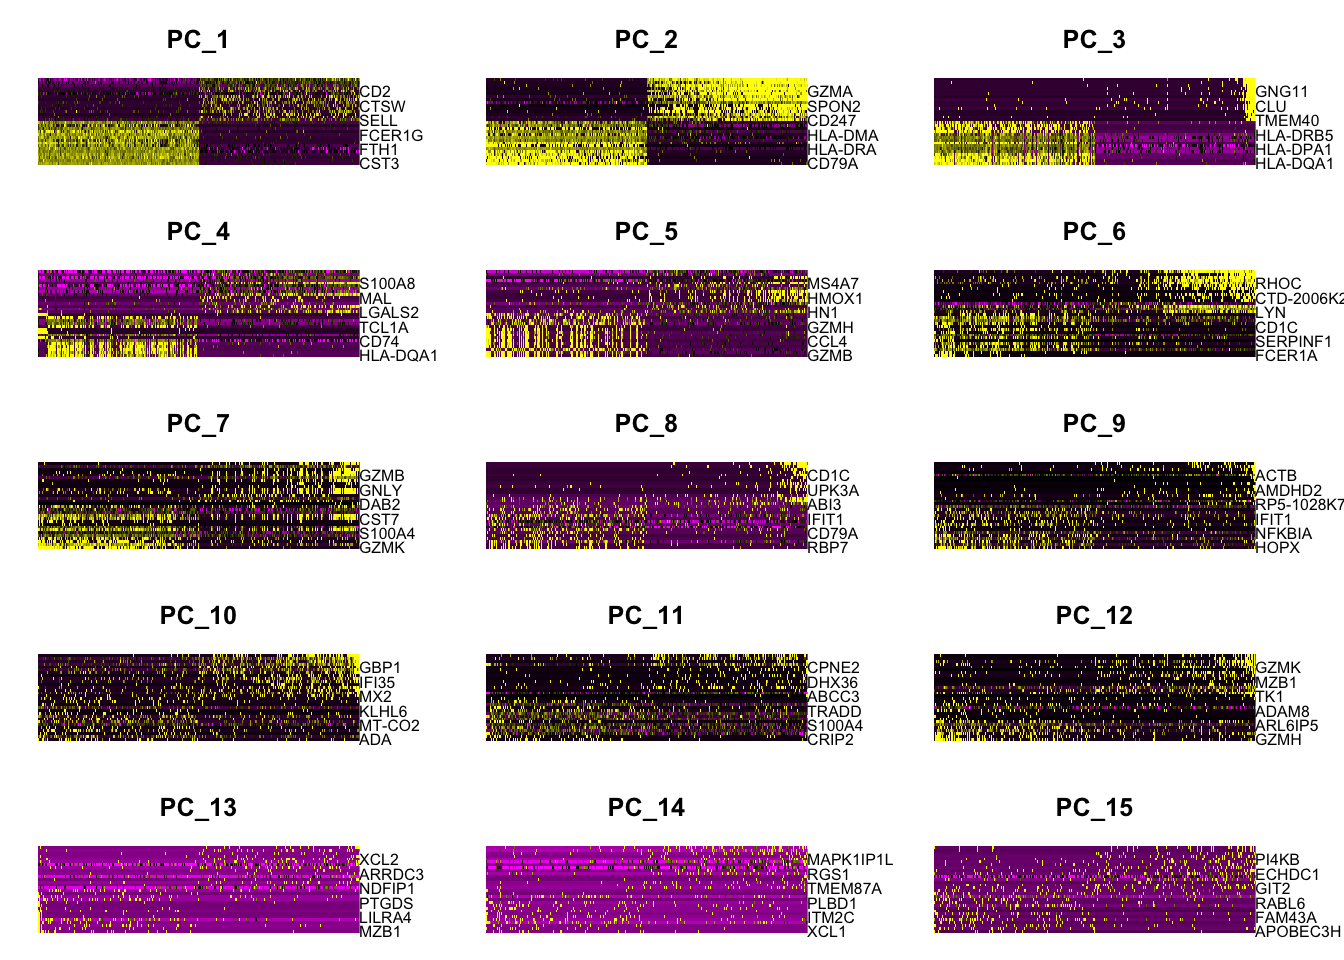 PC_1
CD2
CTSW
SELL
FCER1G
FTH1
CST3
PC_2
GZMA
SPON2
CD247
HLA-DMA
HLA-DRA
CD79A
PC_3
GNG11
CLU
TMEM40
HLA-DRB5
HLA-DPA1
HLA-DQA1
PC_4
S100A8
MAL
LGALS2
TCL1A
CD74
HLA-DQA1
PC_5
MS4A7
HMOX1
HN1
GZMH
CCL4
GZMB
PC_6
RHOC
CTD-2006K2
LYN
CD1C
SERPINF1
FCER1A
PC_7
GZMB
GNLY
DAB2
CST7
S100A4
GZMK
PC_8
CD1C
UPK3A
ABI3
IFIT1
CD79A
RBP7
PC_9
ACTB
AMDHD2
RP5-1028K7
IFIT1
NFKBIA
HOPX
PC_10
GBP1
IFI35
MX2
KLHL6
MT-CO2
ADA
PC_11
CPNE2
DHX36
ABCC3
TRADD
S100A4
CRIP2
PC_12
GZMK
MZB1
TK1
ADAM8
ARL6IP5
GZMH
PC_13
XCL2
ARRDC3
NDFIP1
PTGDS
LILRA4
MZB1
PC_14
MAPK1IP1L
RGS1
TMEM87A
PLBD1
ITM2C
XCL1
PC_15
PI4KB
ECHDC1
GIT2
RABL6
FAM43A
APOBEC3H